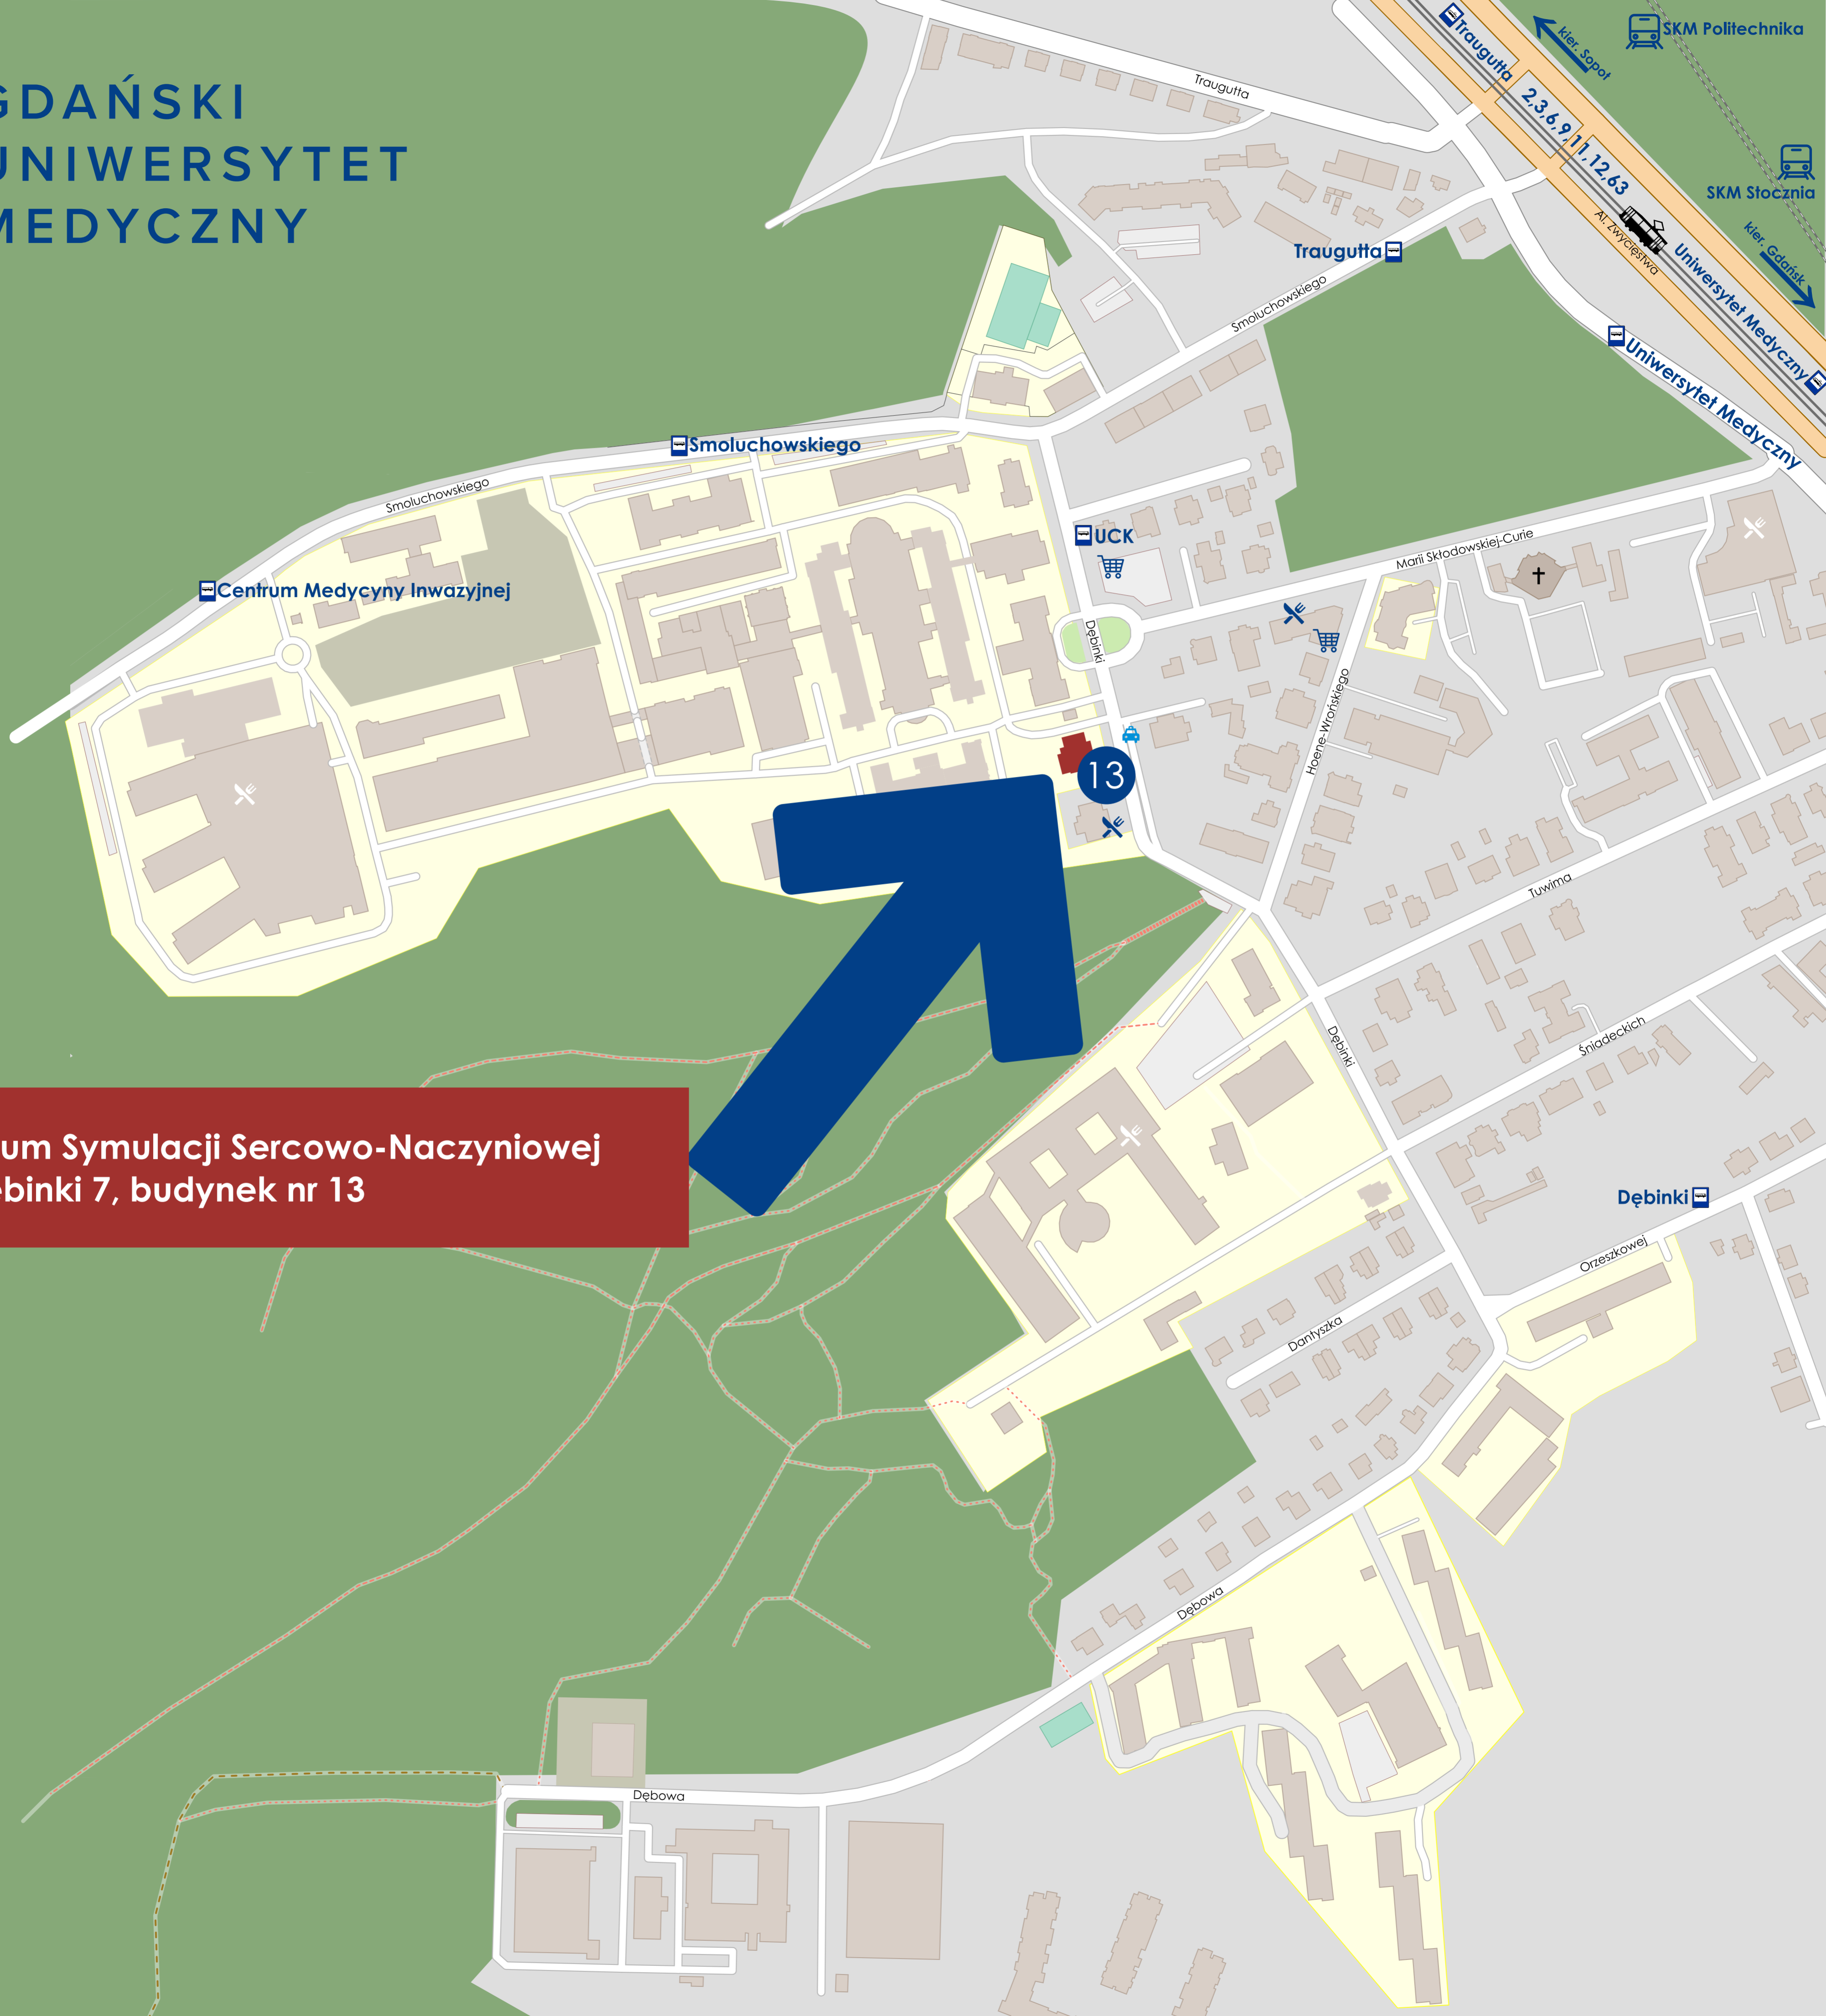 GDAŃSKI
UNIWERSYTET
MEDYCZNY
Traugutta
kier. Sopot
SKM Politechnika
Traugutta
2,3,6,9,11,12,63
SKM Stocznia
Al. Zwycięstwa
kier. Gdańsk
Uniwersytet Medyczny
Traugutta
Smoluchowskiego
Uniwersytet Medyczny
Smoluchowskiego
Smoluchowskiego
UCK
Marii Skłodowskiej-Curie
Centrum Medycyny Inwazyjnej
Dębinki
Hoene-Wrońskiego
13
Tuwima
Dębinki
Śniadeckich
um Symulacji Sercowo-Naczyniowej
binki 7, budynek nr 13
Dębinki
Orzeszkowej
Dantyszka
Dębowa
Dębowa